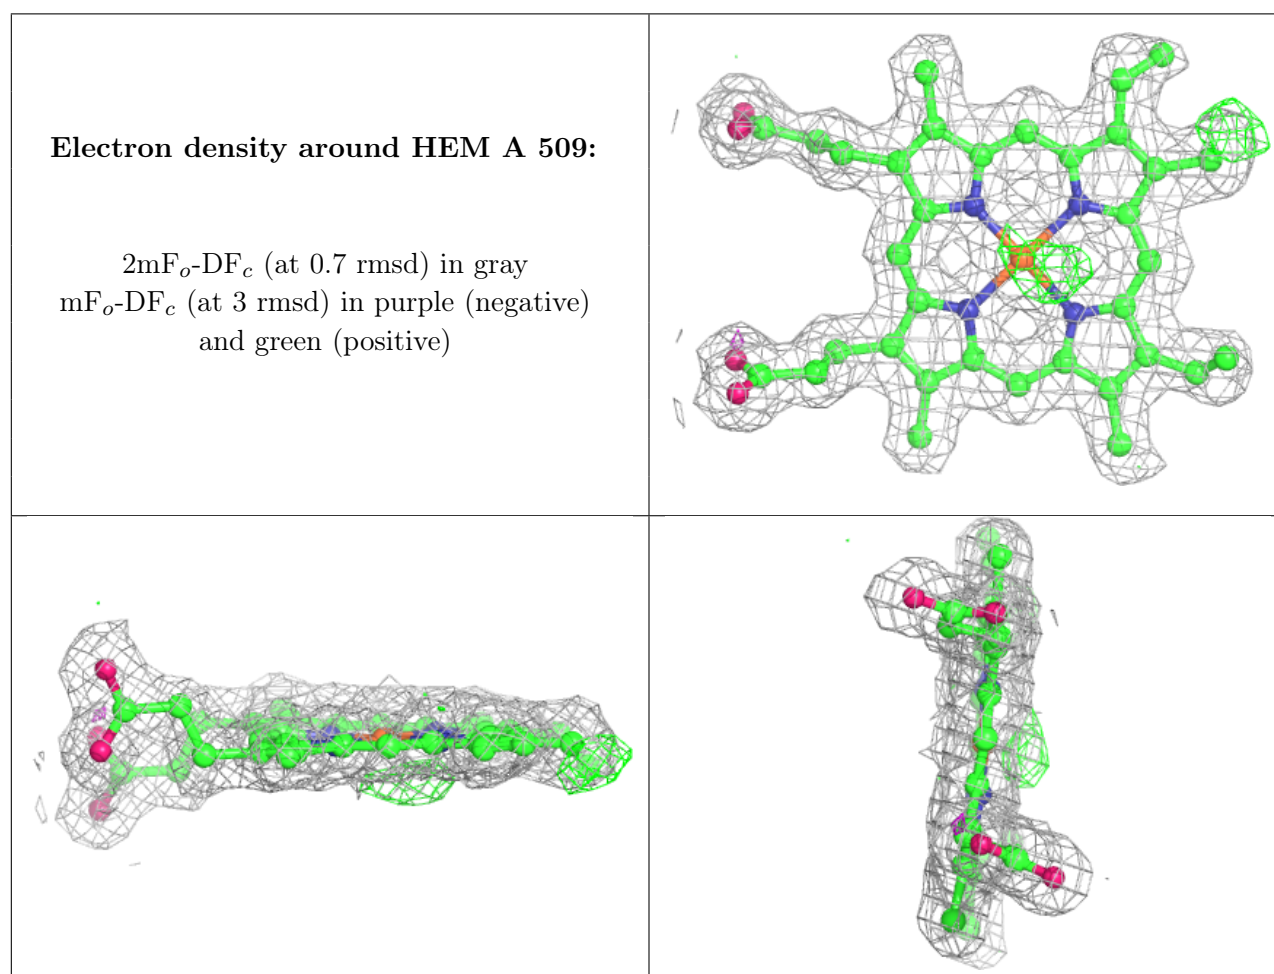 Electron density around HEM A 509:
2mFo-DFc (at 0.7 rmsd) in gray
mFo-DFc (at 3 rmsd) in purple (negative)
and green (positive)